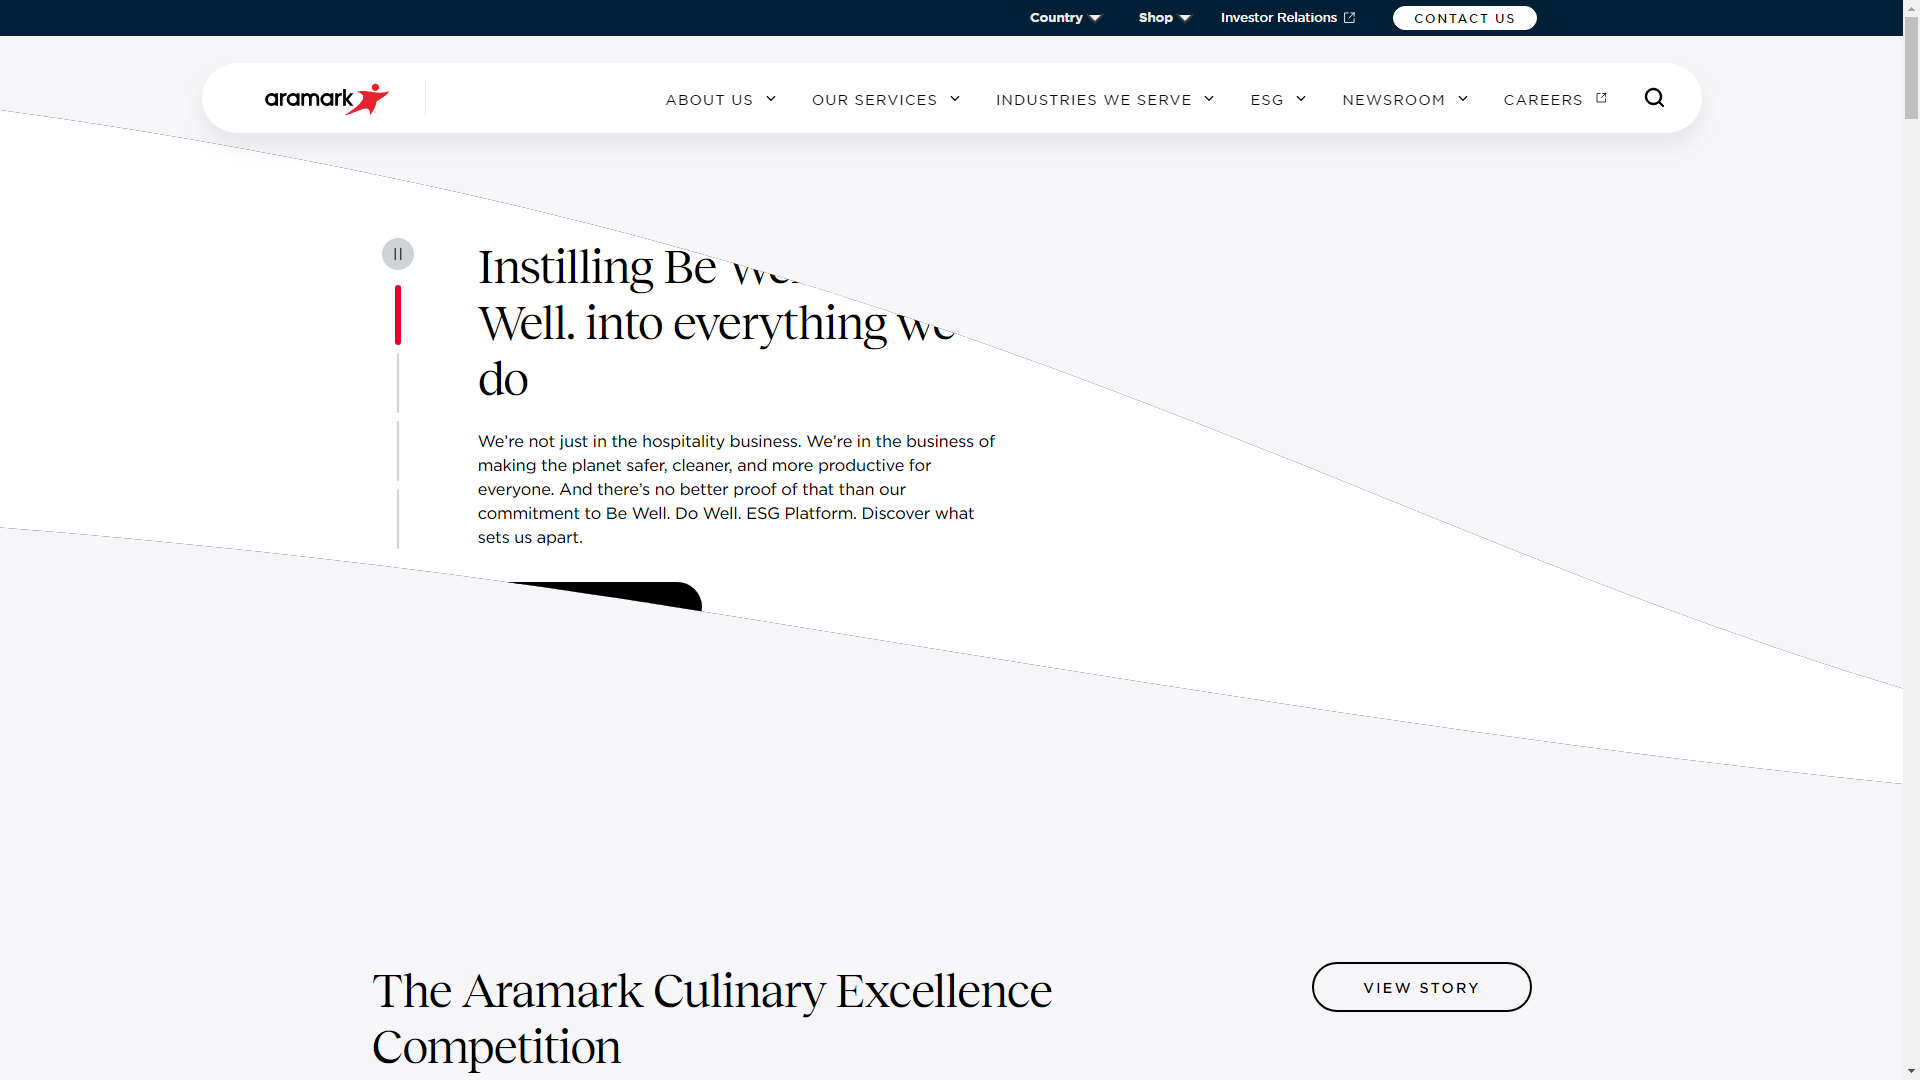 Country
Shop
Investor Relations
CONTACT US
aramark
ABOUT US
OUR SERVICES
INDUSTRIES WE SERVE
ESG
NEWSROOM
CAREERS
Instilling Be
Well. into everything we
do
We’re not just in the hospitality business. We’re in the business of
making the planet safer, cleaner, and more productive for
everyone. And there’s no better proof of that than our
commitment to Be Well. Do Well. ESG Platform. Discover what
sets us apart.
The Aramark Culinary Excellence
Competition
VIEW STORY